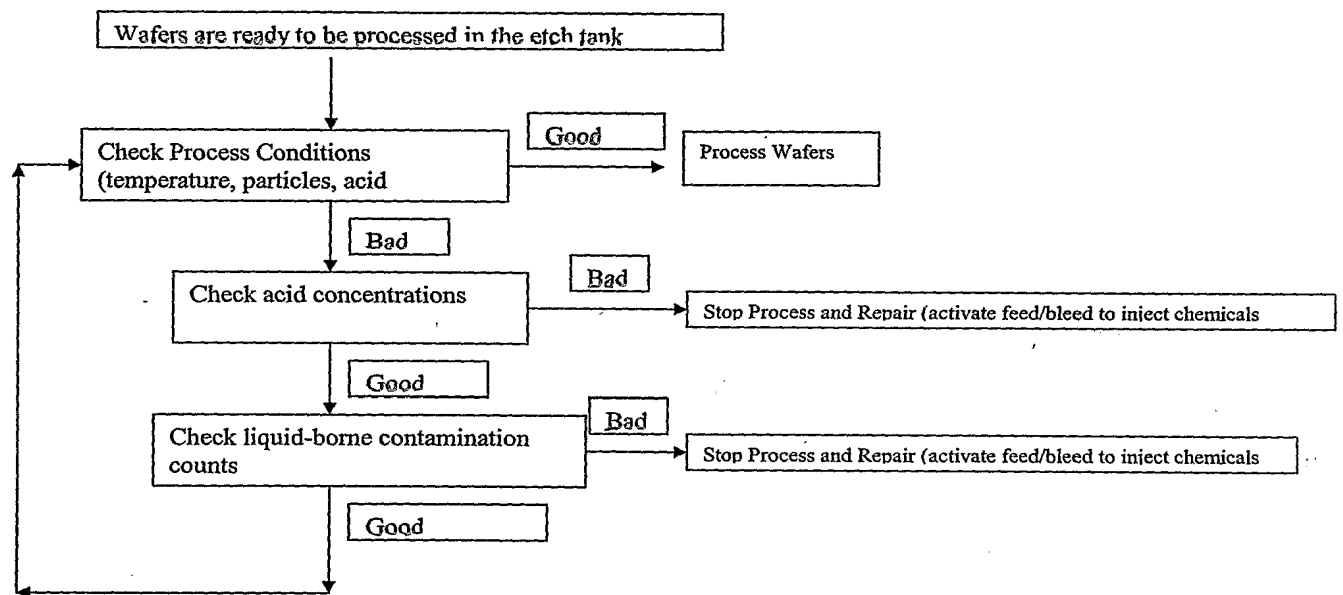 Wafers are ready to be processed in the etch tank
Good
Check Process Conditions
(temperature, particles, acid
Process Wafers
Bad
Bad
Check acid concentrations
Stop Process and Repair (activate feed/bleed to inject chemicals
Good
Bad
Check liquid-borne contamination
counts
Stop Process and Repair (activate feed/bleed to inject chemicals
Good